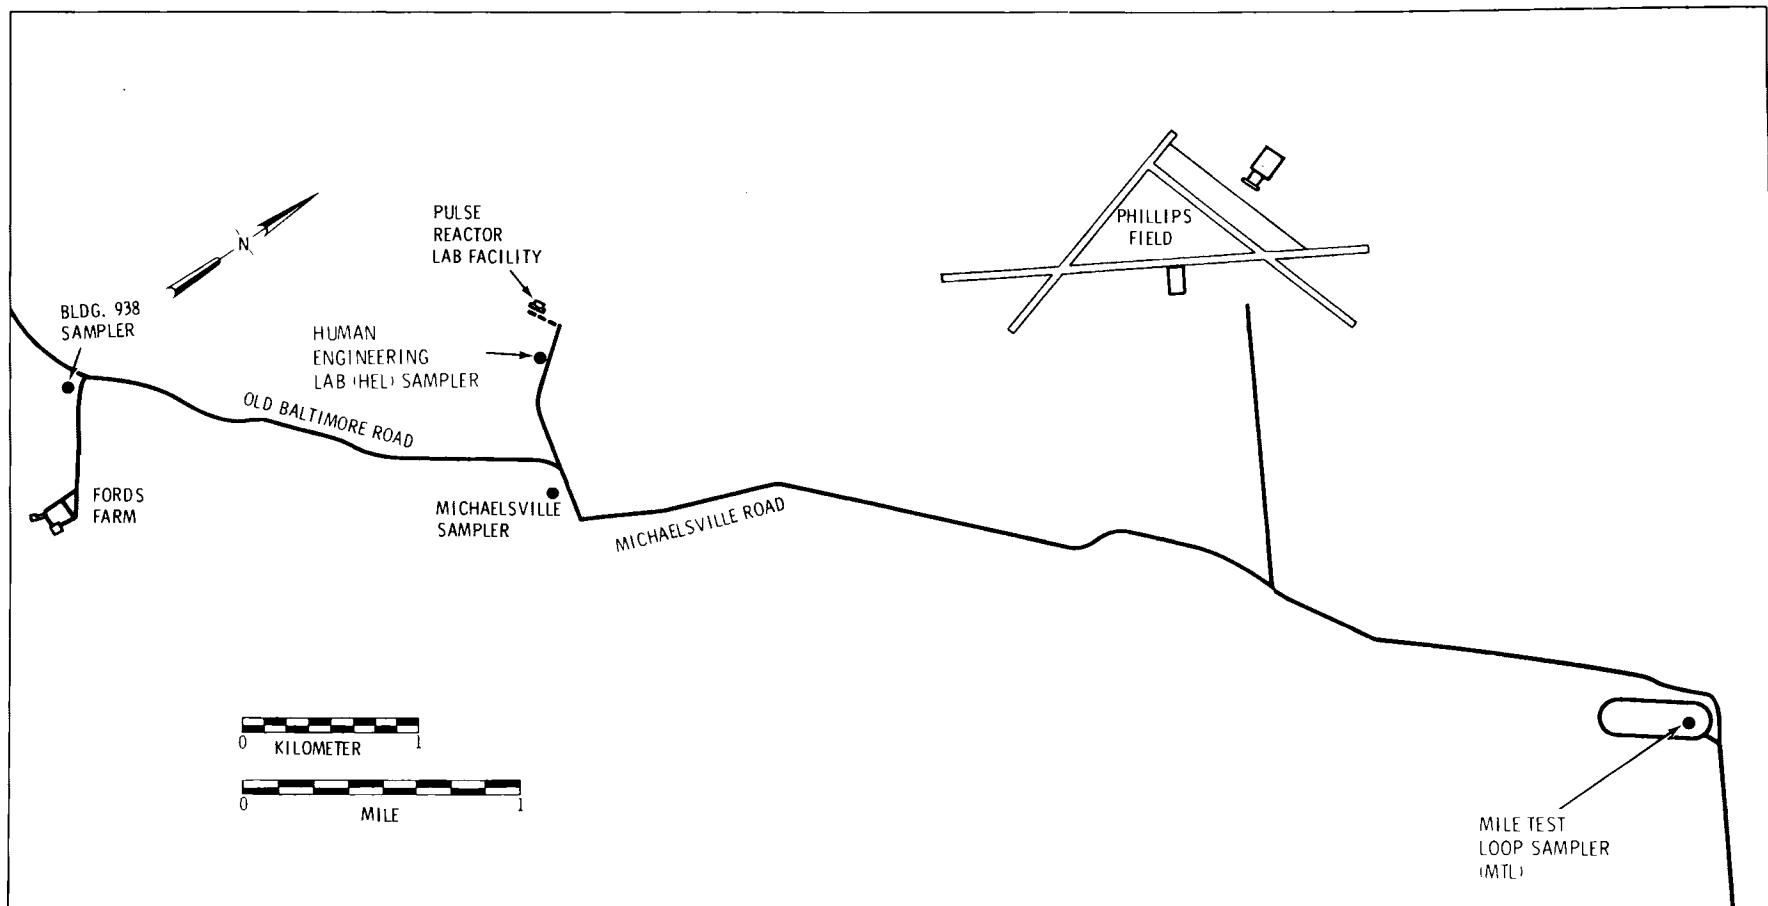 PULSE
REACTOR
LAB FACILITY
PHILLIPS
FIELD
N
BLDG. 938
SAMPLER
HUMAN
ENGINEERING
LAB (HEL) SAMPLER
OLD BALTIMORE ROAD
FORDS
FARM
MICHAELSVILLE
SAMPLER
MICHAELSVILLE ROAD
0 1
KILOMETER
0 1
MILE
MILE TEST
LOOP SAMPLER
(MTL)